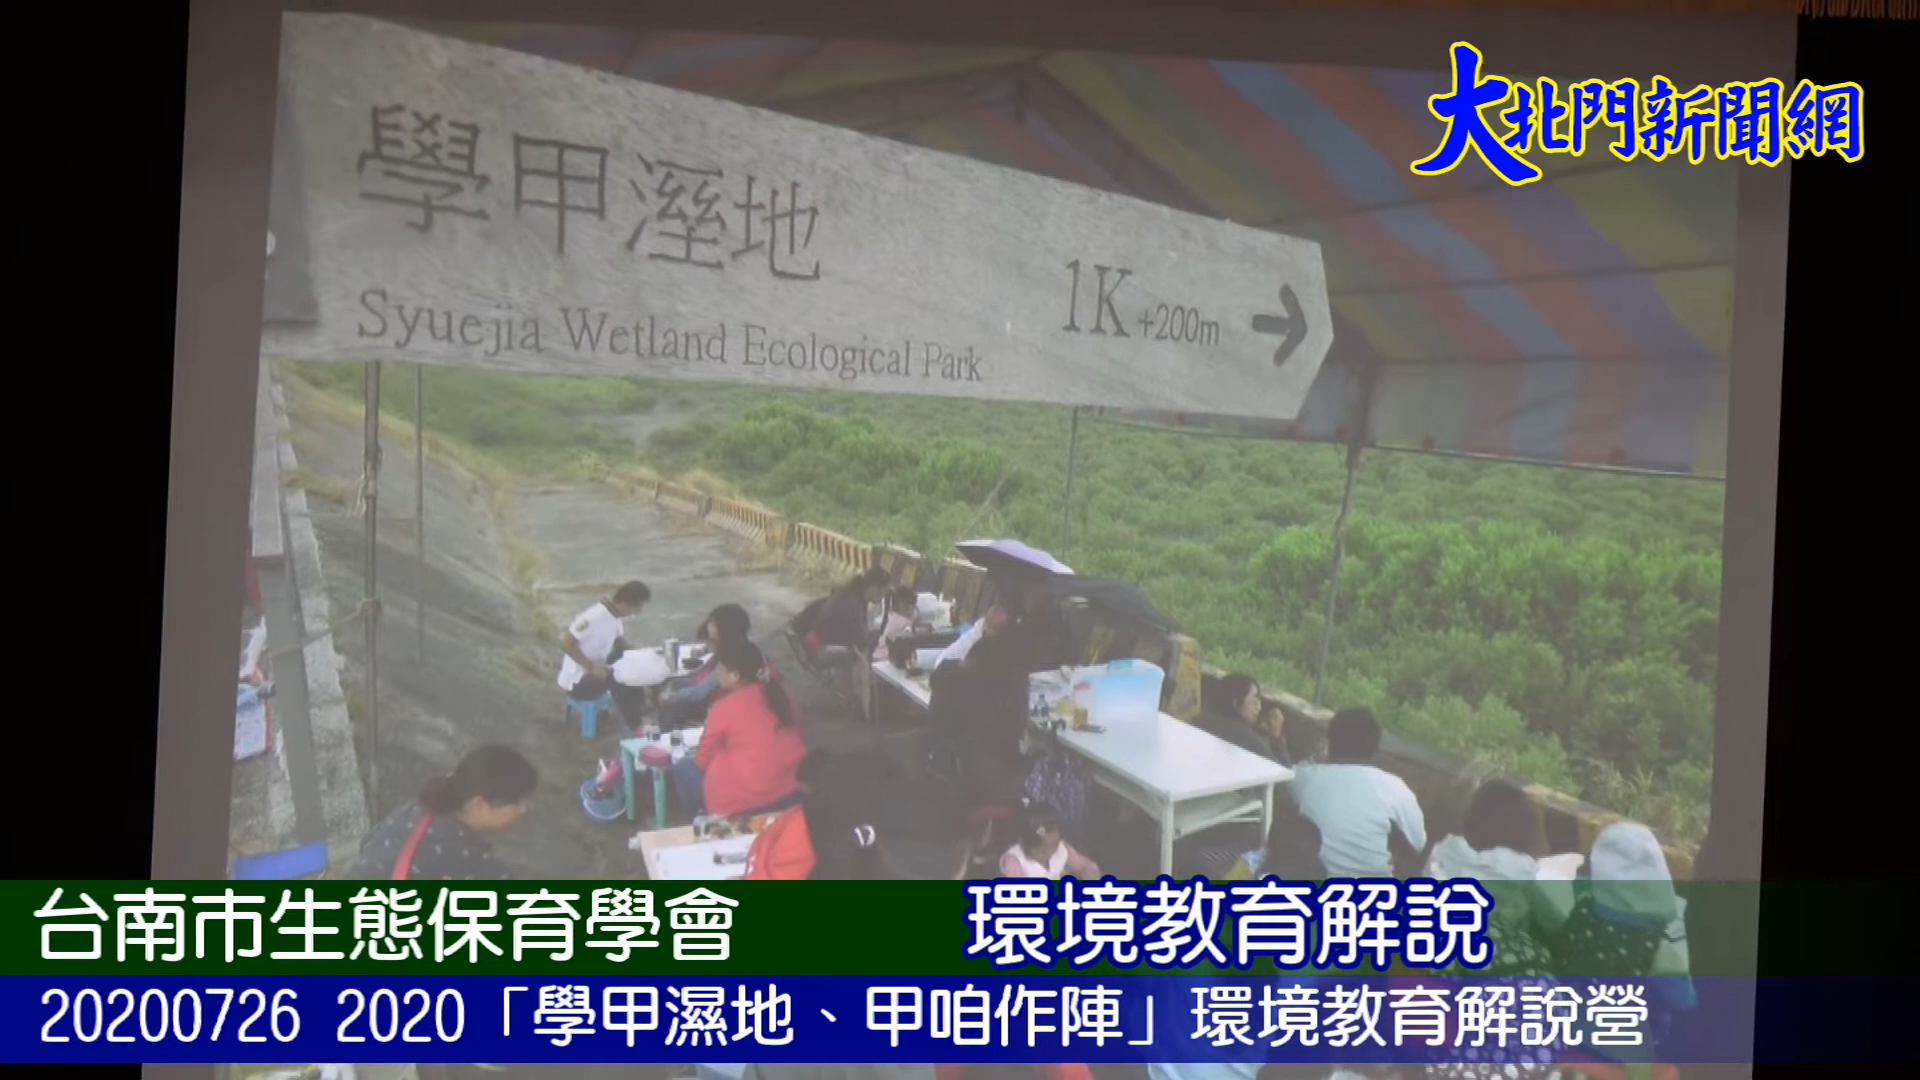 大北門新聞網
學甲溼地
Syuejia Wetland Ecological Park
1K+200m →
台南市生態保育學會 環境教育解說
20200726 2020「學甲濕地、甲咱作陣」環境教育解說營